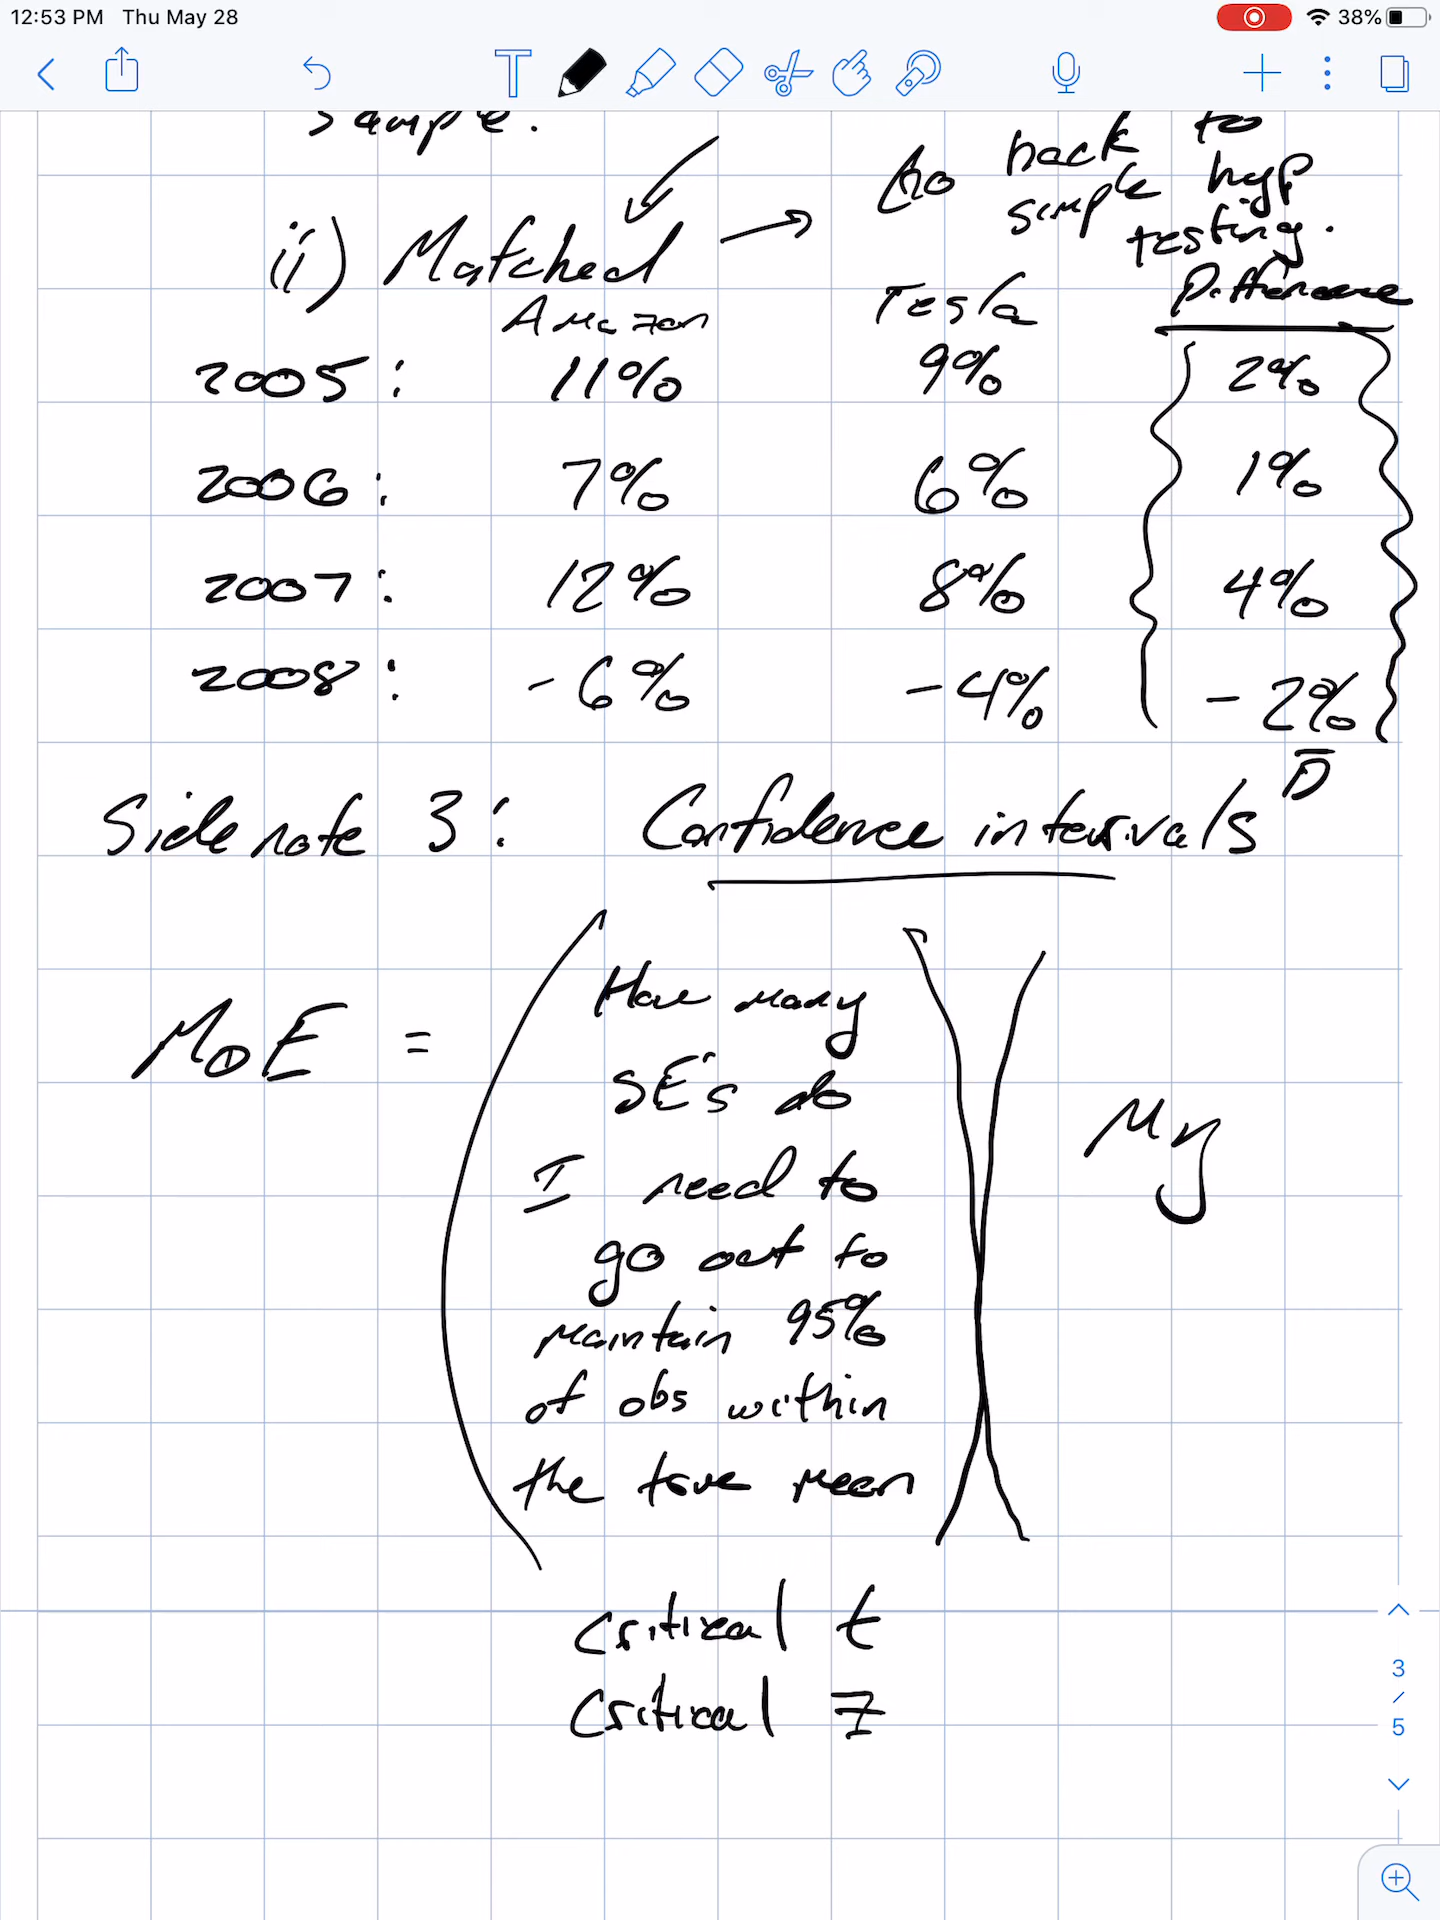 12:53 PM Thu May 28
38%
sample.
Go back to
simple hyp
testing.
ii) Matched
Amazon Tesla Difference
2005: 11% 9% 2%
2006: 7% 6% 1%
2007: 12% 8% 4%
2008: -6% -4% -2%
D̄
Side note 3: Confidence intervals
MoE =
How many
SE's do
I need to
go out to
maintain 95%
of obs within
the true mean
My
Critical t
Critical Z
3
/
5